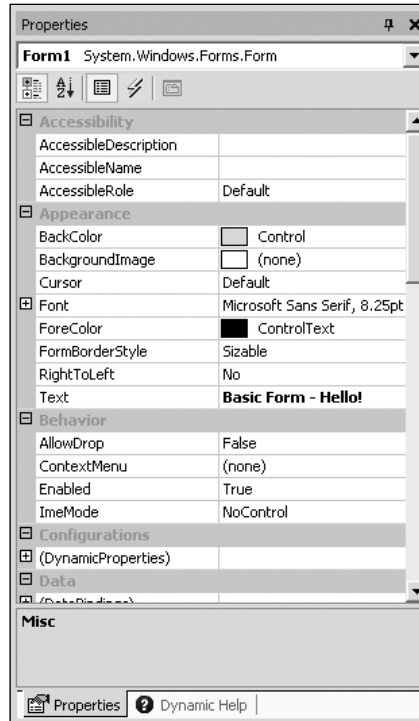 Properties
Form1 System.Windows.Forms.Form
Accessibility
AccessibleDescription
AccessibleName
AccessibleRole Default
Appearance
BackColor Control
BackgroundImage (none)
Cursor Default
Font Microsoft Sans Serif, 8.25pt
ForeColor ControlText
FormBorderStyle Sizable
RightToLeft No
Text Basic Form - Hello!
Behavior
AllowDrop False
ContextMenu (none)
Enabled True
ImeMode NoControl
Configurations
(DynamicProperties)
Data
(DataBindings)
Misc
Properties Dynamic Help